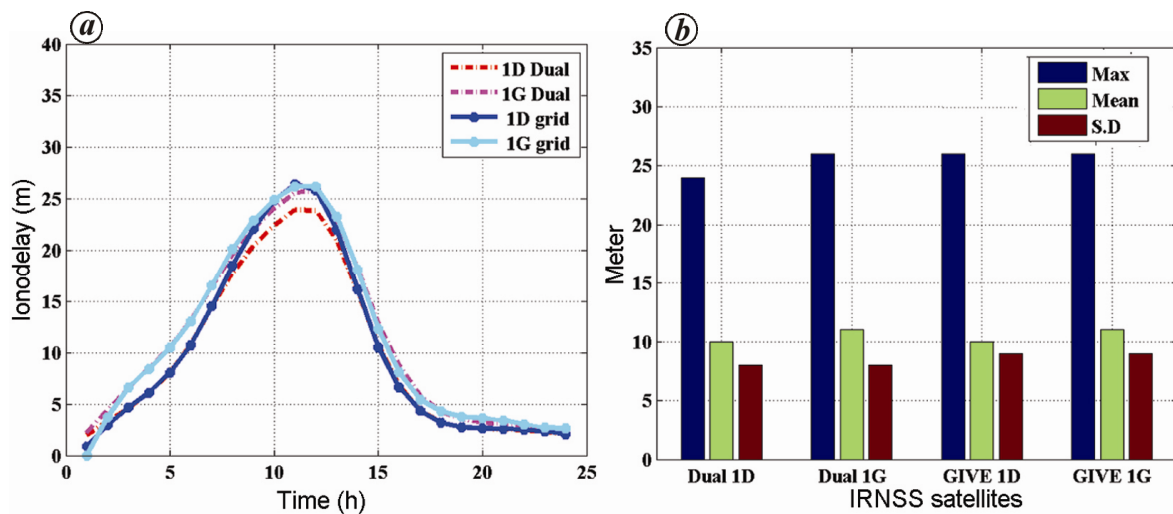 a
40
35
30
25
20
15
10
5
0
Ionodelay (m)
1D Dual
1G Dual
1D grid
1G grid
0 5 10 15 20 25
Time (h)
b
35
30
25
20
15
10
5
0
Meter
Max
Mean
S.D
Dual 1D Dual 1G GIVE 1D GIVE 1G
IRNSS satellites